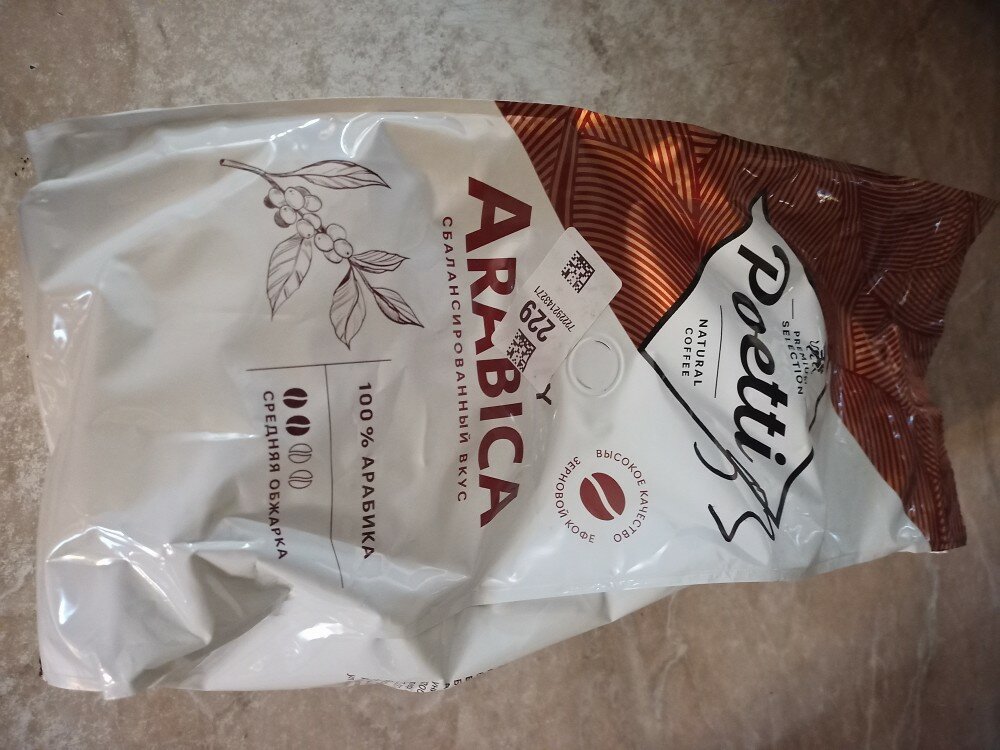 PREMIUM
SELECTION
Poetti
NATURAL
COFFEE
ВЫСОКОЕ КАЧЕСТВО
ЗЕРНОВОЙ КОФЕ
229
Y
ARABICA
СБАЛАНСИРОВАННЫЙ ВКУС
100 % АРАБИКА
СРЕДНЯЯ ОБЖАРКА